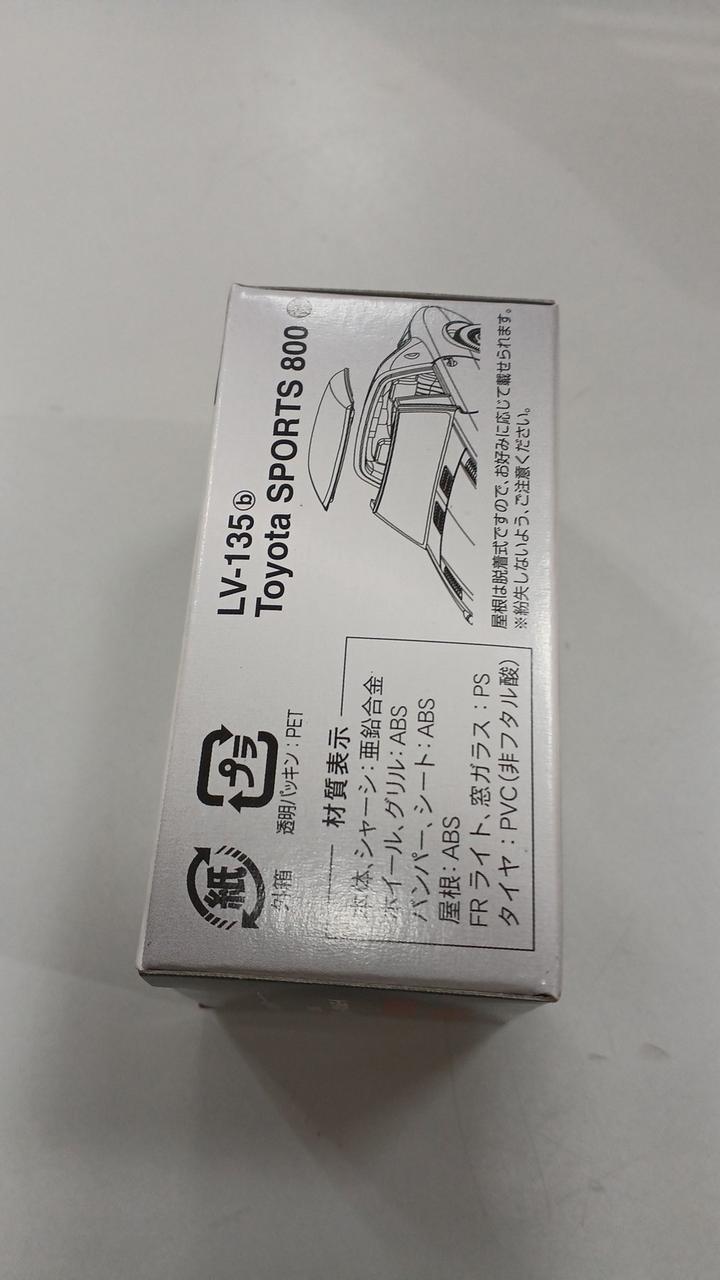 LV-135ⓑ
Toyota SPORTS 800
屋根は脱着式ですので、お好みに応じて載せられます。
※紛失しないよう、ご注意ください。
紙
外箱
プラ
透明パッキン：PET
材質表示
本体、シャーシ：亜鉛合金
ホイール、グリル：ABS
バンパー、シート：ABS
屋根：ABS
FRライト、窓ガラス：PS
タイヤ：PVC(非フタル酸)